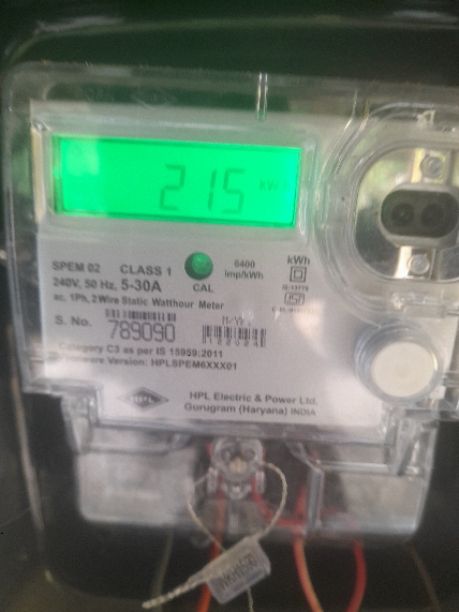 215 kW
SPEM 02 CLASS 1 6400 imp/kWh kWh
240V, 50 Hz, 5-30A CAL
ac, 1Ph, 2Wire Static Watthour Meter
S. No. 789090
Category C3 as per IS 15959:2011
Version: HPLSPEM6XXX01
HPL
HPL Electric & Power Ltd.
Gurugram (Haryana) INDIA